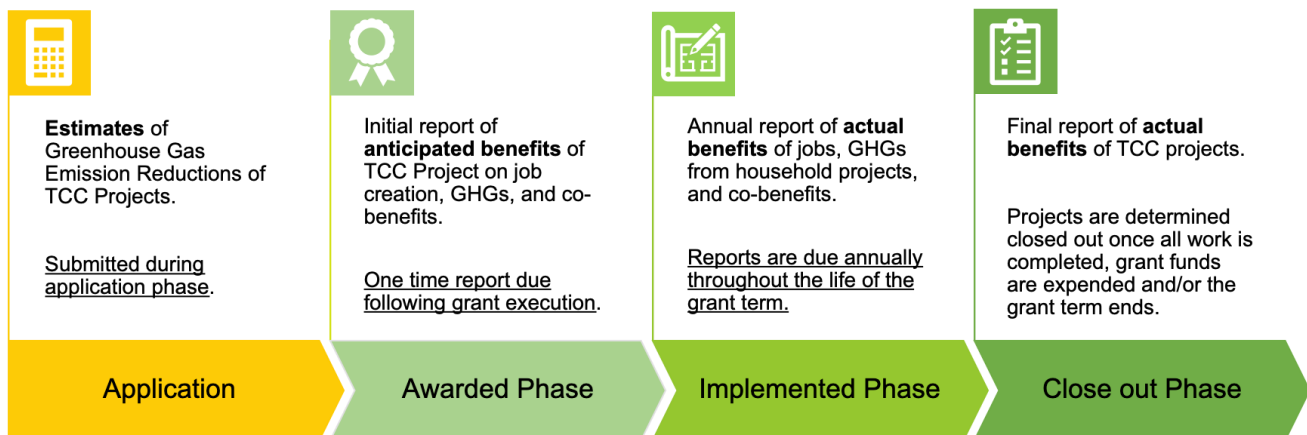 Estimates of
Greenhouse Gas
Emission Reductions of
TCC Projects.
Submitted during
application phase.
Application
Initial report of
anticipated benefits of
TCC Project on job
creation, GHGs, and co-
benefits.
One time report due
following grant execution.
Awarded Phase
Annual report of actual
benefits of jobs, GHGs
from household projects,
and co-benefits.
Reports are due annually
throughout the life of the
grant term.
Implemented Phase
Final report of actual
benefits of TCC projects.
Projects are determined
closed out once all work is
completed, grant funds
are expended and/or the
grant term ends.
Close out Phase